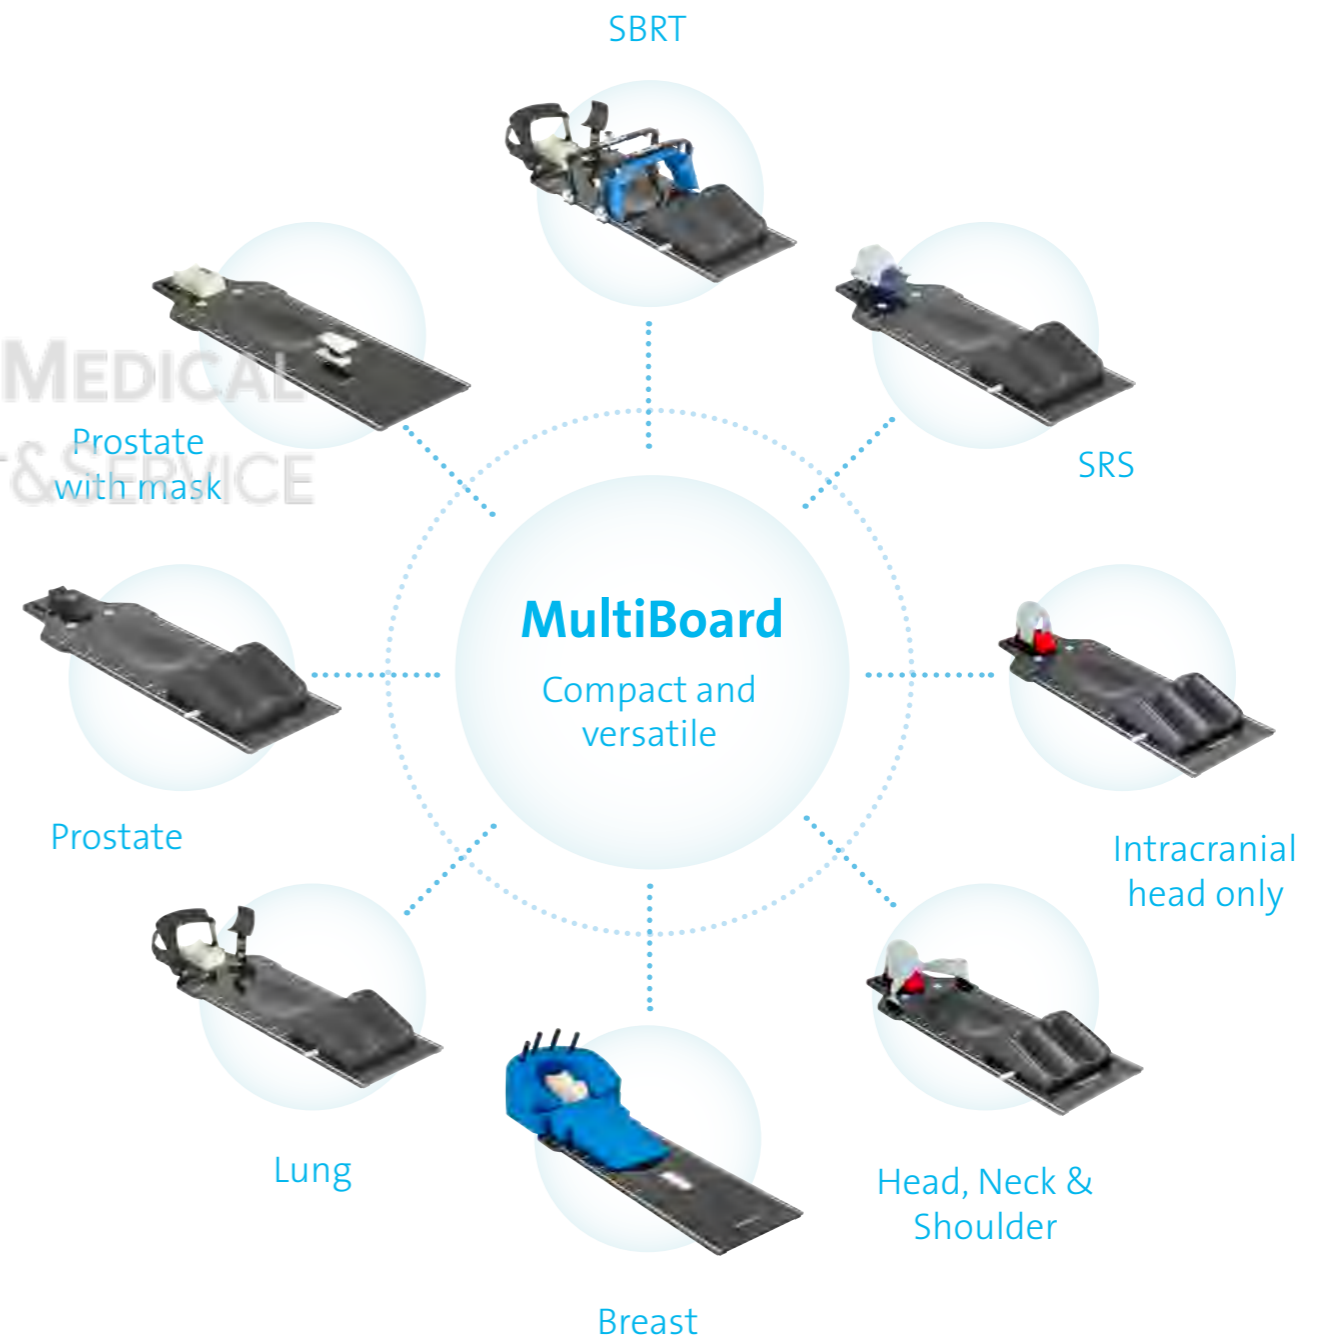 SBRT
MEDICAL
Prostate
with mask
&SERVICE
SRS
MultiBoard
Compact and
versatile
Prostate
Intracranial
head only
Lung
Head, Neck &
Shoulder
Breast